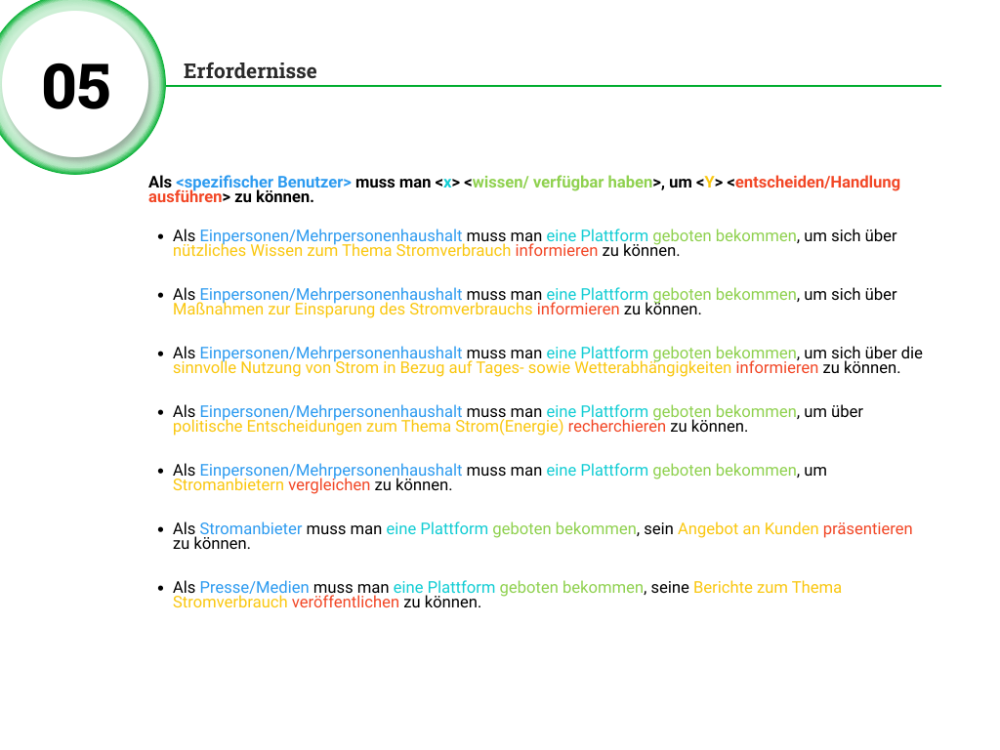 05
Erfordernisse
Als <spezifischer Benutzer> muss man <x> <wissen/ verfügbar haben>, um <Y> <entscheiden/Handlung
ausführen> zu können.
• Als Einpersonen/Mehrpersonenhaushalt muss man eine Plattform geboten bekommen, um sich über
nützliches Wissen zum Thema Stromverbrauch informieren zu können.
• Als Einpersonen/Mehrpersonenhaushalt muss man eine Plattform geboten bekommen, um sich über
Maßnahmen zur Einsparung des Stromverbrauchs informieren zu können.
• Als Einpersonen/Mehrpersonenhaushalt muss man eine Plattform geboten bekommen, um sich über die
sinnvolle Nutzung von Strom in Bezug auf Tages- sowie Wetterabhängigkeiten informieren zu können.
• Als Einpersonen/Mehrpersonenhaushalt muss man eine Plattform geboten bekommen, um über
politische Entscheidungen zum Thema Strom(Energie) recherchieren zu können.
• Als Einpersonen/Mehrpersonenhaushalt muss man eine Plattform geboten bekommen, um
Stromanbietern vergleichen zu können.
• Als Stromanbieter muss man eine Plattform geboten bekommen, sein Angebot an Kunden präsentieren
zu können.
• Als Presse/Medien muss man eine Plattform geboten bekommen, seine Berichte zum Thema
Stromverbrauch veröffentlichen zu können.